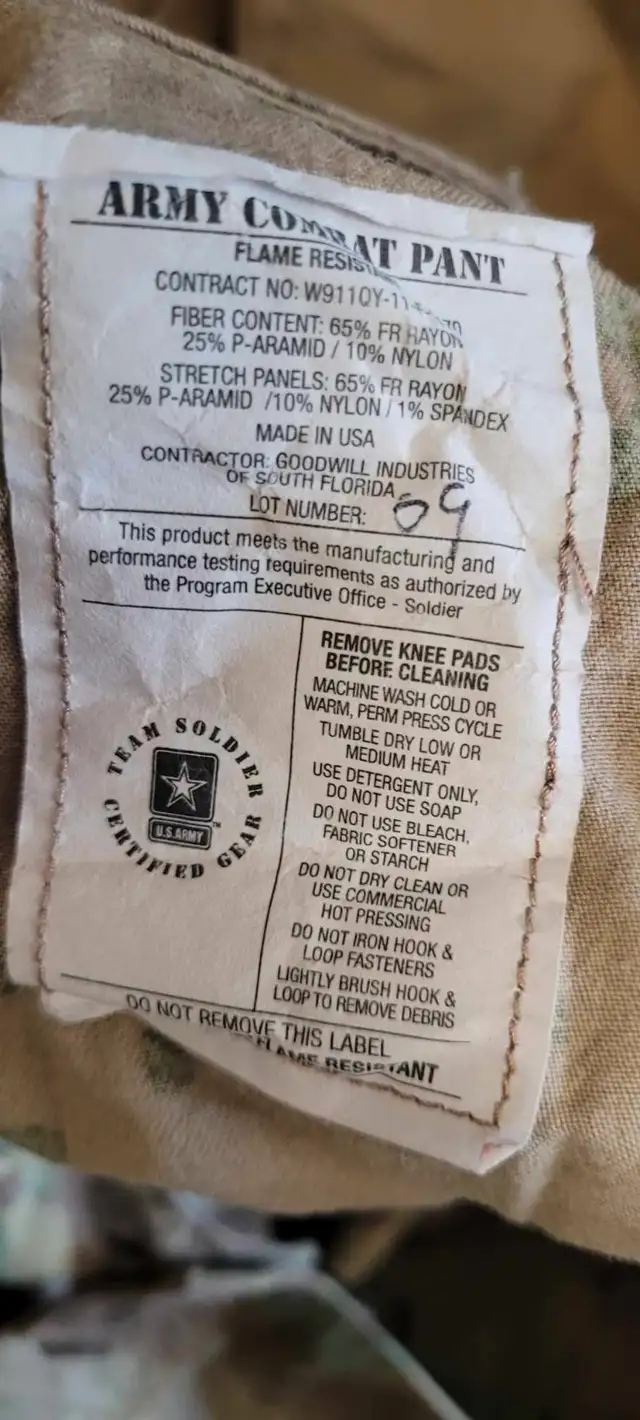 ARMY COMBAT PANT
FLAME RESISTANT
CONTRACT NO: W911QY-11-
FIBER CONTENT: 65% FR RAYON
25% P-ARAMID / 10% NYLON
STRETCH PANELS: 65% FR RAYON
25% P-ARAMID /10% NYLON / 1% SPANDEX
MADE IN USA
CONTRACTOR: GOODWILL INDUSTRIES
OF SOUTH FLORIDA
LOT NUMBER: 09
This product meets the manufacturing and
performance testing requirements as authorized by
the Program Executive Office - Soldier
TEAM SOLDIER
U.S.ARMY
TM
CERTIFIED GEAR
REMOVE KNEE PADS
BEFORE CLEANING
MACHINE WASH COLD OR
WARM, PERM PRESS CYCLE
TUMBLE DRY LOW OR
MEDIUM HEAT
USE DETERGENT ONLY,
DO NOT USE SOAP
DO NOT USE BLEACH,
FABRIC SOFTENER
OR STARCH
DO NOT DRY CLEAN OR
USE COMMERCIAL
HOT PRESSING
DO NOT IRON HOOK &
LOOP FASTENERS
LIGHTLY BRUSH HOOK &
LOOP TO REMOVE DEBRIS
DO NOT REMOVE THIS LABEL
FLAME RESISTANT